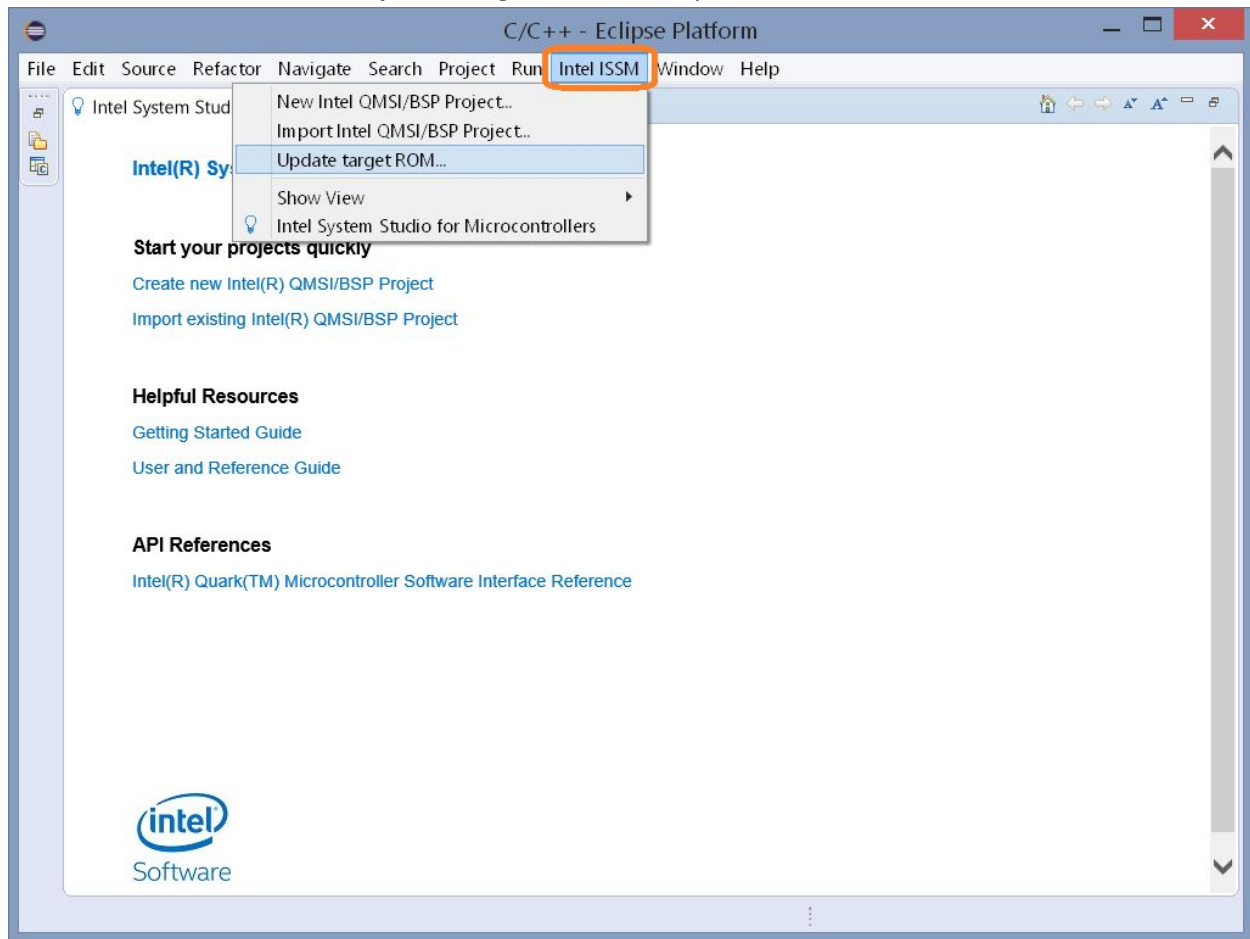 C/C++ - Eclipse Platform
File Edit Source Refactor Navigate Search Project Run Intel ISSM Window Help
Intel System Stud
New Intel QMSI/BSP Project...
Import Intel QMSI/BSP Project...
Update target ROM...
Show View
Intel System Studio for Microcontrollers
Intel(R) Sy
Start your projects quickly
Create new Intel(R) QMSI/BSP Project
Import existing Intel(R) QMSI/BSP Project
Helpful Resources
Getting Started Guide
User and Reference Guide
API References
Intel(R) Quark(TM) Microcontroller Software Interface Reference
intel
Software